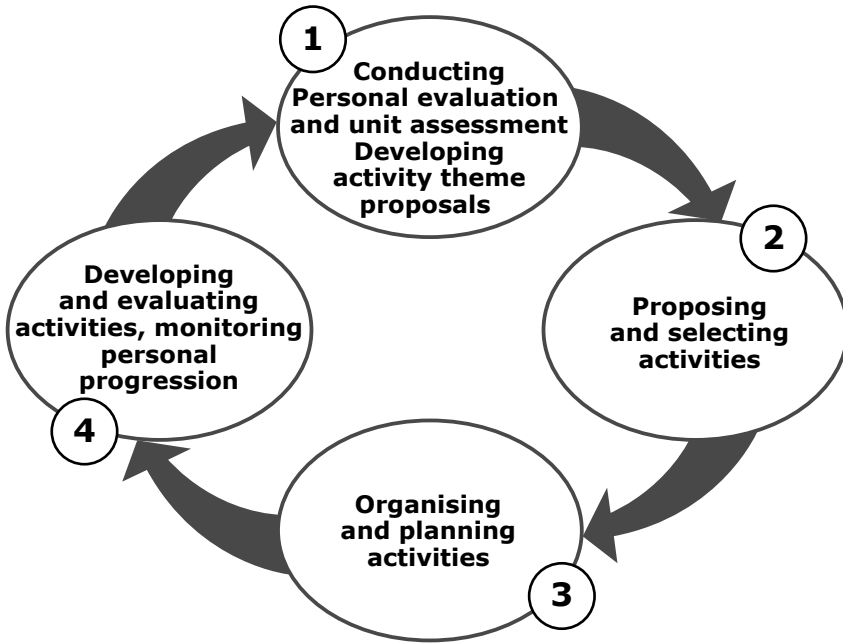 1
Conducting
Personal evaluation
and unit assessment
Developing
activity theme
proposals
2
Proposing
and selecting
activities
3
Organising
and planning
activities
4
Developing
and evaluating
activities, monitoring
personal
progression